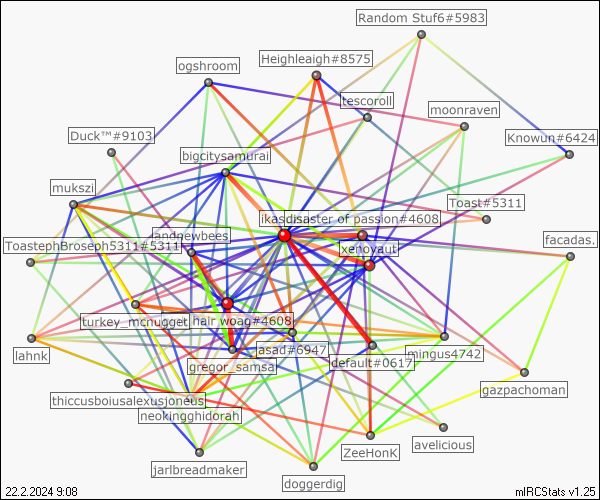 Random Stuf6#5983
Heighleaigh#8575
ogshroom
tescoroll
moonraven
Duck™#9103
Knowun#6424
bigcitysamurai
mukszi
Toast#5311
ikasdisaster of passion#4608
landnewbees
xenovaut
ToastephBroseph5311#5311
facadas.
hair woag#4608
turkey_mcnugget
asad#6947
mingus4742
lahnk
default#0617
gregor_samsa
gazpachoman
thiccusboiusalexusjoneus
neokingghidorah
avelicious
ZeeHonK
jarlbreadmaker
doggerdig
22.2.2024 9:08
mIRCStats v1.25